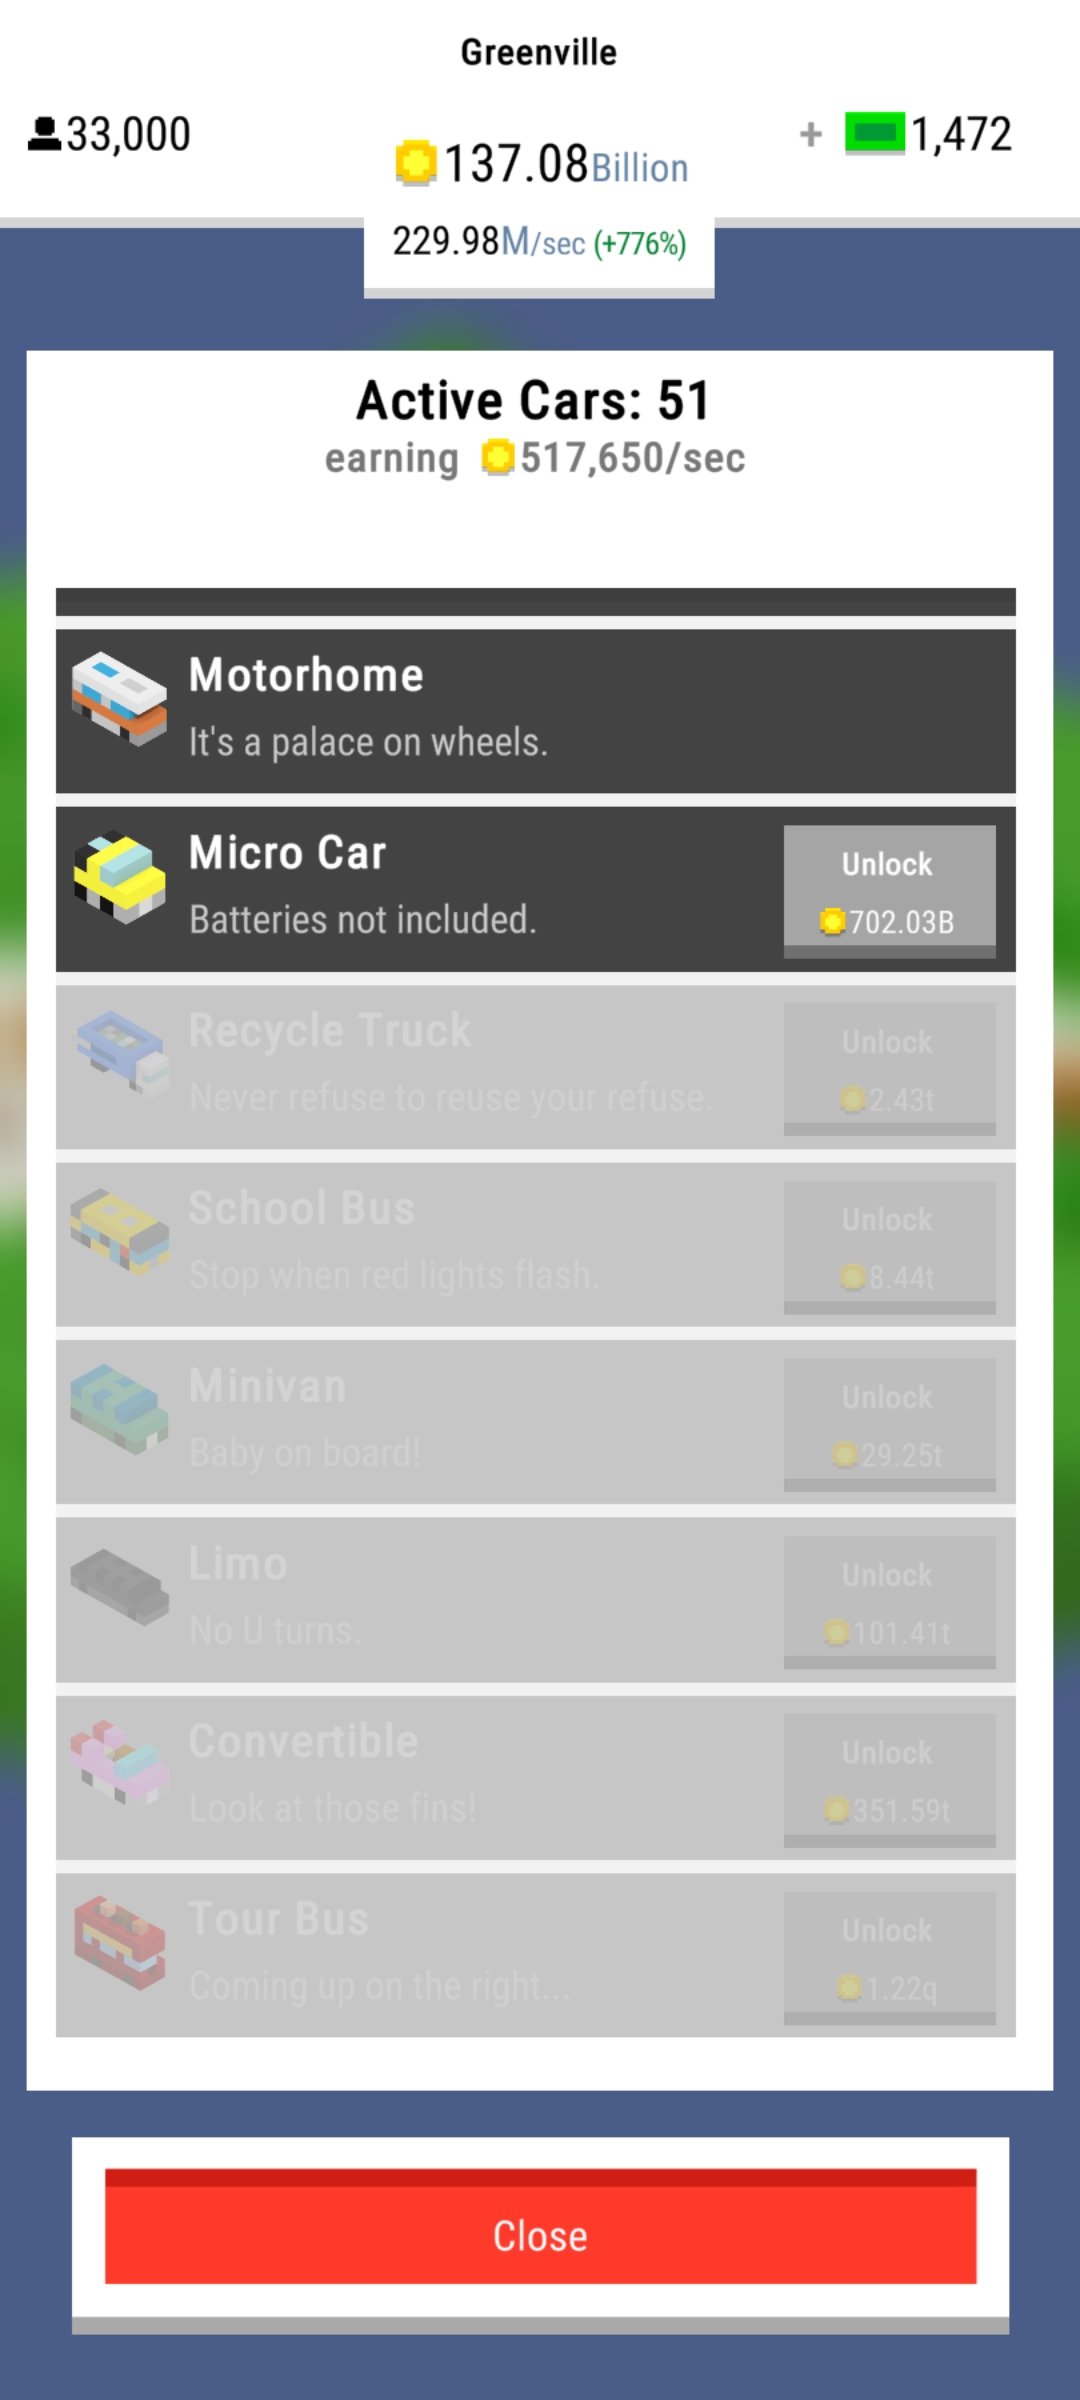 Greenville
33,000
137.08Billion
+ 1,472
229.98M/sec (+776%)
Active Cars: 51
earning 517,650/sec
Motorhome
It's a palace on wheels.
Micro Car
Batteries not included.
Unlock
702.03B
Recycle Truck
Never refuse to reuse your refuse.
Unlock
2.43t
School Bus
Stop when red lights flash.
Unlock
8.44t
Minivan
Baby on board!
Unlock
29.25t
Limo
No U turns.
Unlock
101.41t
Convertible
Look at those fins!
Unlock
351.59t
Tour Bus
Coming up on the right...
Unlock
1.22q
Close